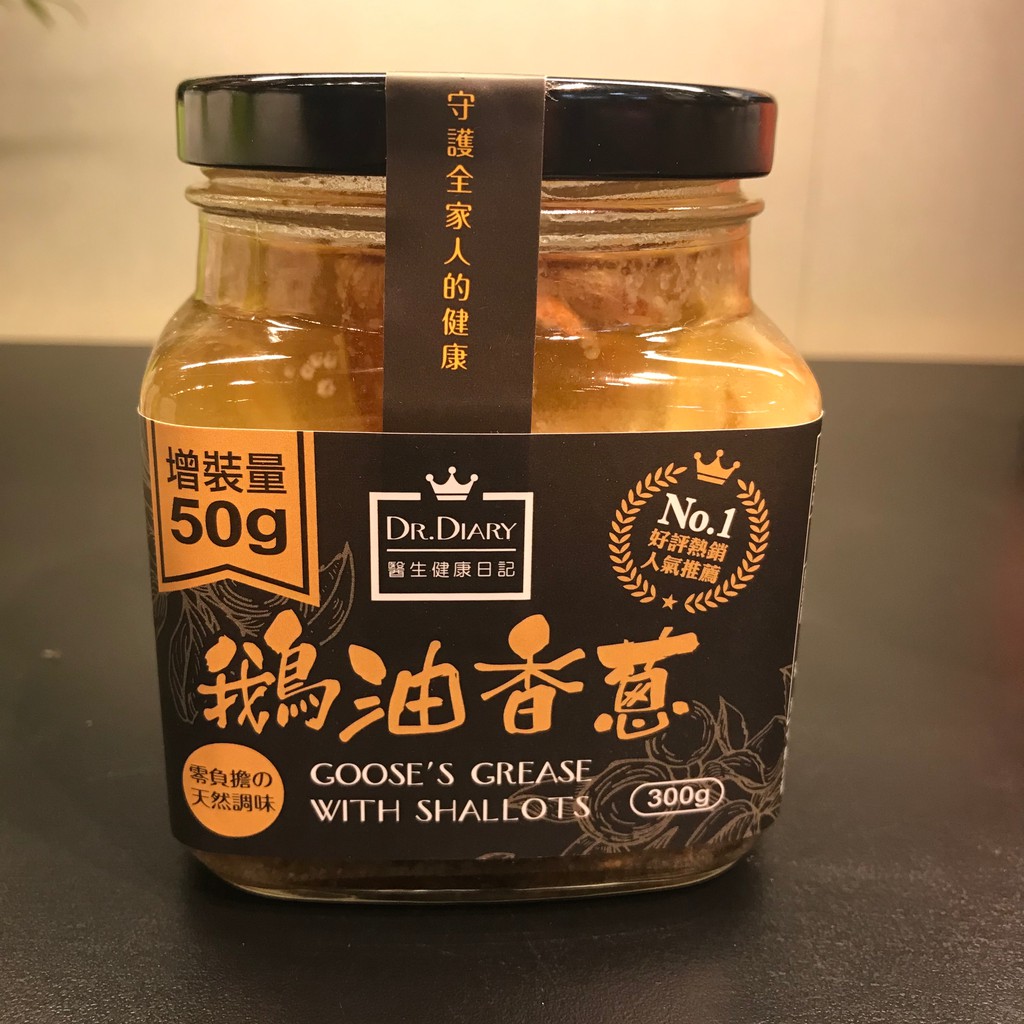 守護全家人的健康
增裝量
50g
DR.DIARY
醫生健康日記
No.1
好評熱銷
人氣推薦
鵝油香蔥
零負擔の
天然調味
GOOSE'S GREASE
WITH SHALLOTS
300g